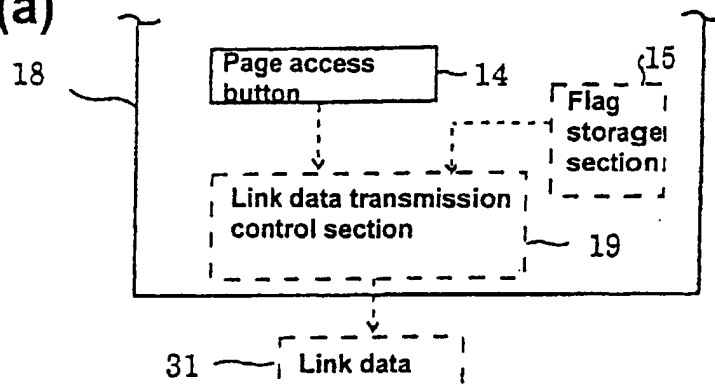 (a)
18
Page access
button
14
15
Flag
storage
section
Link data transmission
control section
19
31
Link data